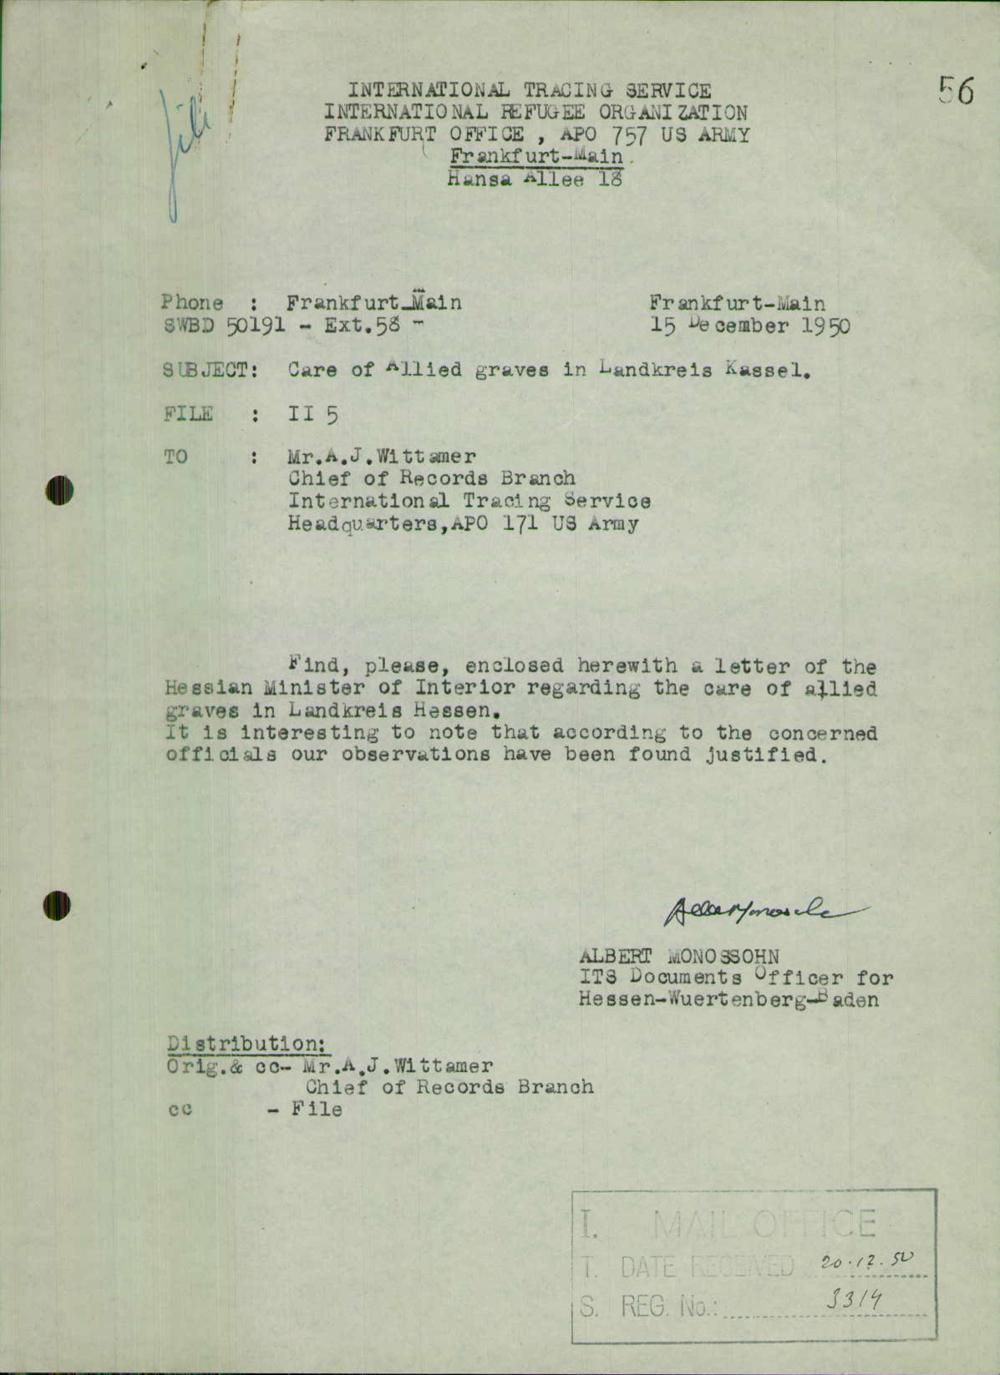 56
file
INTERNATIONAL TRACING SERVICE
INTERNATIONAL REFUGEE ORGANIZATION
FRANKFURT OFFICE , APO 757 US ARMY
Frankfurt-Main.
Hansa Allee 18
Phone : Frankfurt-Main Frankfurt-Main
SWBD 50191 - Ext.58 - 15 December 1950
SUBJECT: Care of Allied graves in Landkreis Kassel.
FILE : II 5
TO : Mr.A.J.Wittamer
Chief of Records Branch
International Tracing Service
Headquarters,APO 171 US Army
Find, please, enclosed herewith a letter of the
Hessian Minister of Interior regarding the care of allied
graves in Landkreis Hessen.
It is interesting to note that according to the concerned
officials our observations have been found justified.
ALBERT MONOSSOHN
ITS Documents Officer for
Hessen-Wuertenberg-Baden
Distribution:
Orig.& cc- Mr.A.J.Wittamer
Chief of Records Branch
cc - File
I. MAIL OFFICE
T. DATE RECEIVED 20.12.50
S. REG. No.: 3314